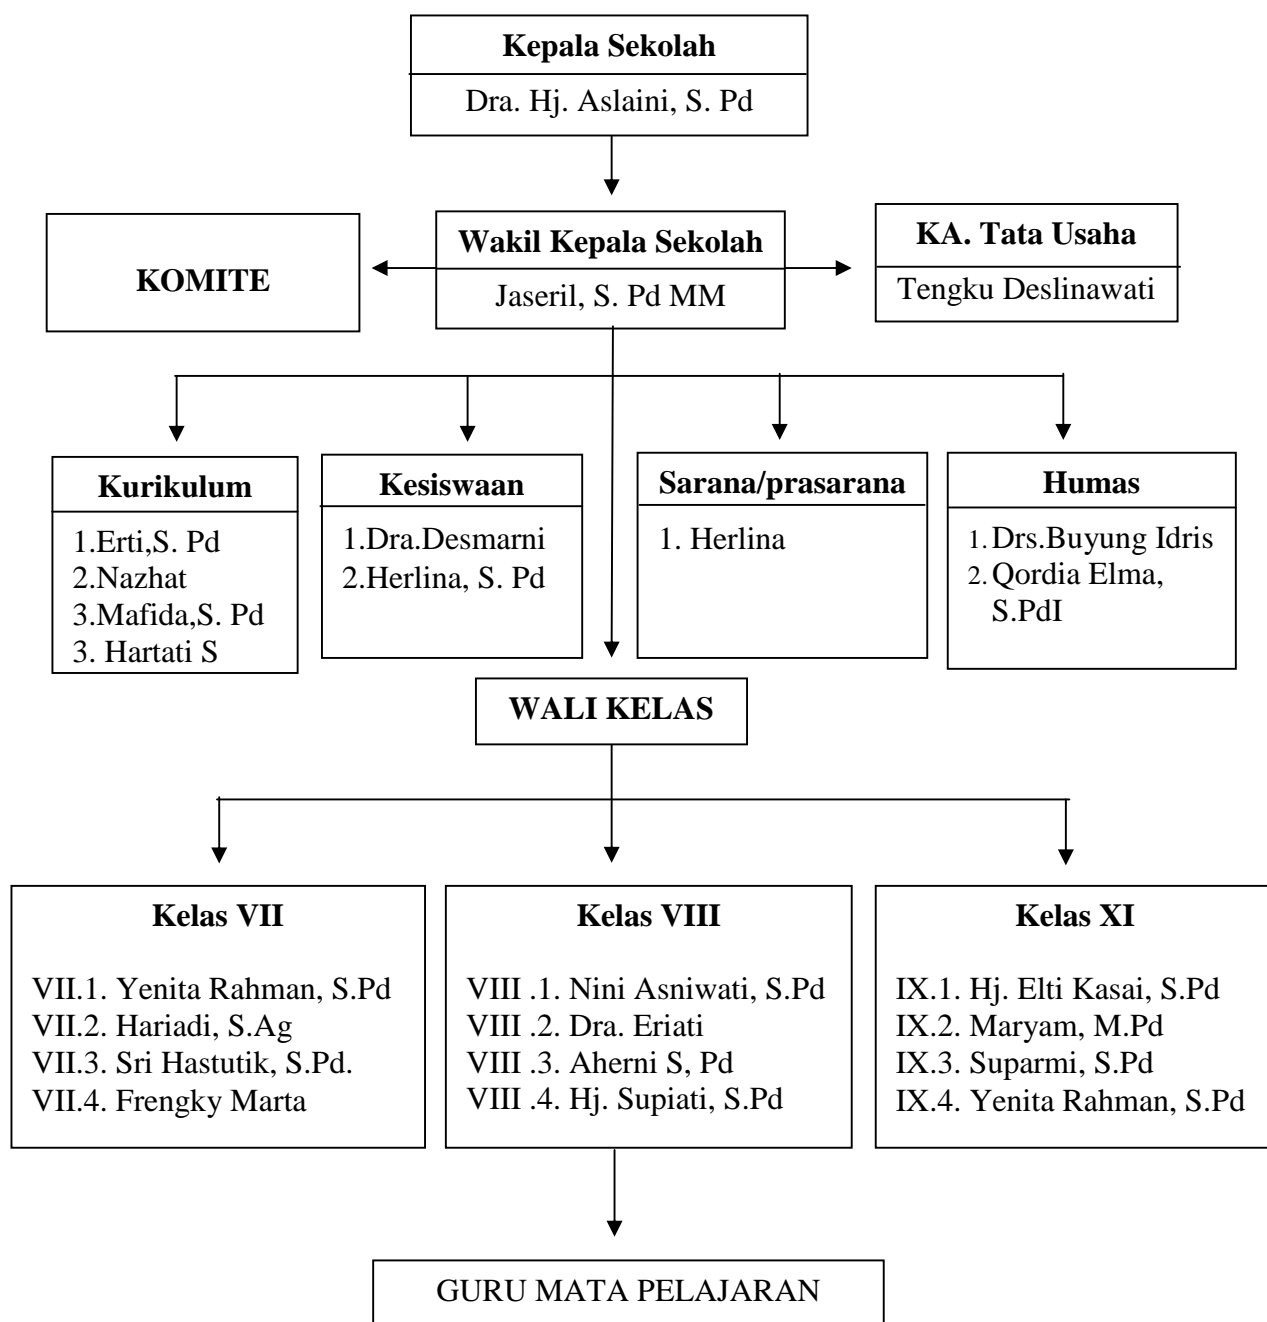 Kepala Sekolah
Dra. Hj. Aslaini, S. Pd
KOMITE
Wakil Kepala Sekolah
Jaseril, S. Pd MM
KA. Tata Usaha
Tengku Deslinawati
Kurikulum
1.Erti,S. Pd
2.Nazhat
3.Mafida,S. Pd
3. Hartati S
Kesiswaan
1.Dra.Desmarni
2.Herlina, S. Pd
Sarana/prasarana
1. Herlina
Humas
1. Drs.Buyung Idris
2. Qordia Elma,
S.PdI
WALI KELAS
Kelas VII
VII.1. Yenita Rahman, S.Pd
VII.2. Hariadi, S.Ag
VII.3. Sri Hastutik, S.Pd.
VII.4. Frengky Marta
Kelas VIII
VIII .1. Nini Asniwati, S.Pd
VIII .2. Dra. Eriati
VIII .3. Aherni S, Pd
VIII .4. Hj. Supiati, S.Pd
Kelas XI
IX.1. Hj. Elti Kasai, S.Pd
IX.2. Maryam, M.Pd
IX.3. Suparmi, S.Pd
IX.4. Yenita Rahman, S.Pd
GURU MATA PELAJARAN